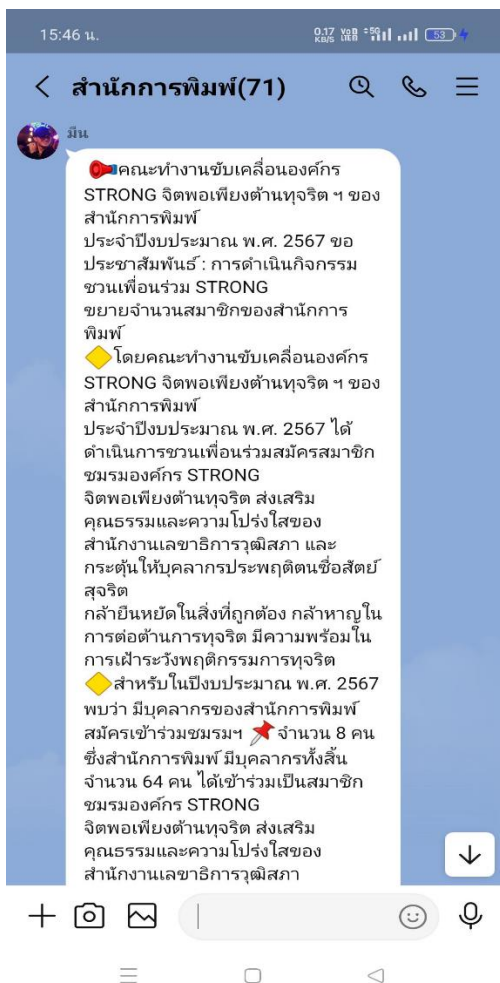 15:46 น.
0.17 KB/S VoB LTE8 5G 53
สำนักการพิมพ์(71)
มีน
คณะทำงานขับเคลื่อนองค์กร
STRONG จิตพอเพียงต้านทุจริต ฯ ของ
สำนักการพิมพ์
ประจำปีงบประมาณ พ.ศ. 2567 ขอ
ประชาสัมพันธ์ : การดำเนินกิจกรรม
ชวนเพื่อนร่วม STRONG
ขยายจำนวนสมาชิกของสำนักการ
พิมพ์
โดยคณะทำงานขับเคลื่อนองค์กร
STRONG จิตพอเพียงต้านทุจริต ฯ ของ
สำนักการพิมพ์
ประจำปีงบประมาณ พ.ศ. 2567 ได้
ดำเนินการชวนเพื่อนร่วมสมัครสมาชิก
ชมรมองค์กร STRONG
จิตพอเพียงต้านทุจริต ส่งเสริม
คุณธรรมและความโปร่งใสของ
สำนักงานเลขาธิการวุฒิสภา และ
กระตุ้นให้บุคลากรประพฤติตนซื่อสัตย์
สุจริต
กล้ายืนหยัดในสิ่งที่ถูกต้อง กล้าหาญใน
การต่อต้านการทุจริต มีความพร้อมใน
การเฝ้าระวังพฤติกรรมการทุจริต
สำหรับในปีงบประมาณ พ.ศ. 2567
พบว่า มีบุคลากรของสำนักการพิมพ์
สมัครเข้าร่วมชมรมฯ จำนวน 8 คน
ซึ่งสำนักการพิมพ์ มีบุคลากรทั้งสิ้น
จำนวน 64 คน ได้เข้าร่วมเป็นสมาชิก
ชมรมองค์กร STRONG
จิตพอเพียงต้านทุจริต ส่งเสริม
คุณธรรมและความโปร่งใสของ
สำนักงานเลขาธิการวุฒิสภา